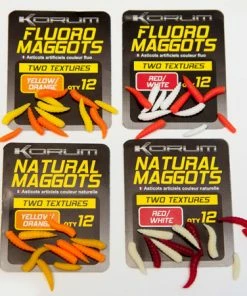 KORUM
FLUORO
MAGGOTS
Asticots artificiels couleur fluo
TWO TEXTURES
YELLOW/
ORANGE
QTY 12
KORUM
FLUORO
MAGGOTS
Asticots artificiels couleur fluo
TWO TEXTURES
RED/
WHITE
QTY 12
KORUM
NATURAL
MAGGOTS
Asticots artificiels couleur naturelle
TWO TEXTURES
YELLOW/
ORANGE
QTY 12
KORUM
NATURAL
MAGGOTS
Asticots artificiels couleur naturelle
TWO TEXTURES
RED/
WHITE
QTY 12